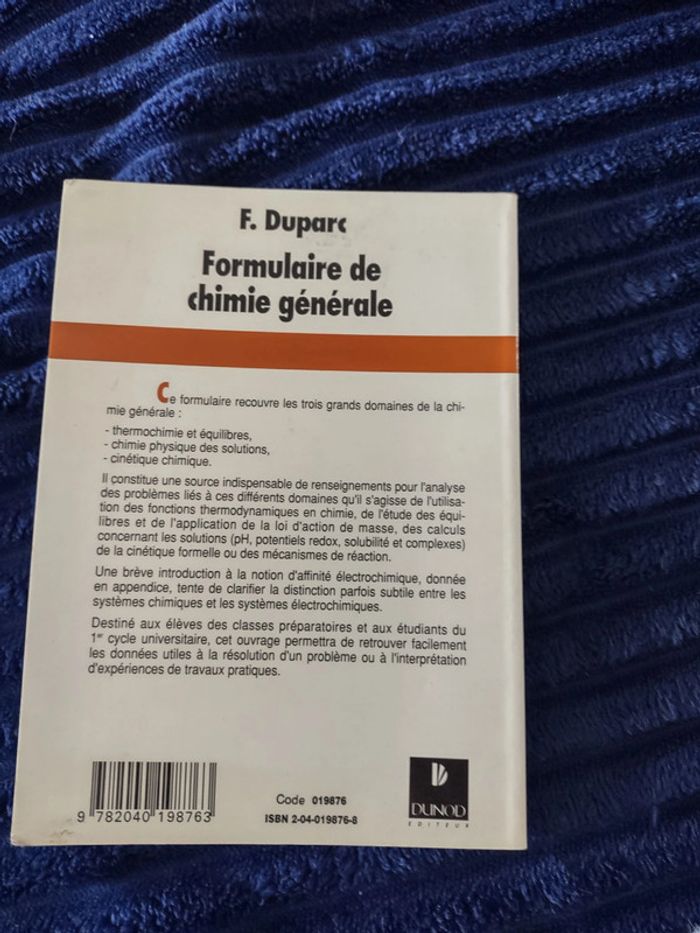 F. Duparc
Formulaire de
chimie générale
Ce formulaire recouvre les trois grands domaines de la chi-
mie générale :
- thermochimie et équilibres,
- chimie physique des solutions,
- cinétique chimique.
Il constitue une source indispensable de renseignements pour l'analyse
des problèmes liés à ces différents domaines qu'il s'agisse de l'utilisa-
tion des fonctions thermodynamiques en chimie, de l'étude des équi-
libres et de l'application de la loi d'action de masse, des calculs
concernant les solutions (pH, potentiels redox, solubilité et complexes)
de la cinétique formelle ou des mécanismes de réaction.
Une brève introduction à la notion d'affinité électrochimique, donnée
en appendice, tente de clarifier la distinction parfois subtile entre les
systèmes chimiques et les systèmes électrochimiques.
Destiné aux élèves des classes préparatoires et aux étudiants du
1er cycle universitaire, cet ouvrage permettra de retrouver facilement
les données utiles à la résolution d'un problème ou à l'interprétation
d'expériences de travaux pratiques.
9 782040 198763
Code 019876
ISBN 2-04-019876-8
DUNOD
EDITEUR